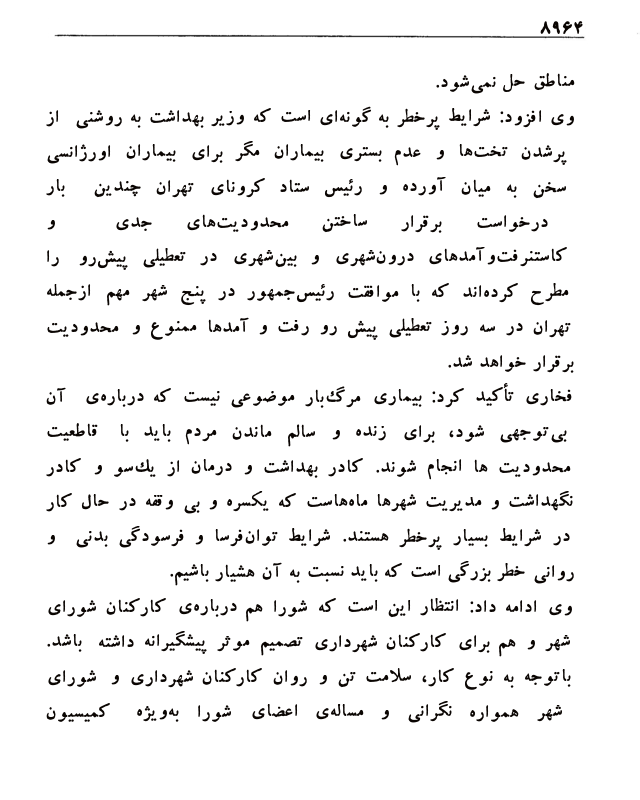 ۸۹۶۴
مناطق حل نمی‌شود.
وی افزود: شرایط پرخطر به گونه‌ای است که وزیر بهداشت به روشنی از
پرشدن تخت‌ها و عدم بستری بیماران مگر برای بیماران اورژانسی
سخن به میان آورده و رئیس ستاد کرونای تهران چندین بار
درخواست برقرار ساختن محدودیت‌های جدی و
کاستنرفت‌و‌آمدهای درون‌شهری و بین‌شهری در تعطیلی پیش‌رو را
مطرح کرده‌اند که با موافقت رئیس‌جمهور در پنج شهر مهم ازجمله
تهران در سه روز تعطیلی پیش رو رفت و آمدها ممنوع و محدودیت
برقرار خواهد شد.
فخاری تأکید کرد: بیماری مرگ‌بار موضوعی نیست که درباره‌ی آن
بی‌توجهی شود، برای زنده و سالم ماندن مردم باید با قاطعیت
محدودیت ها انجام شوند. کادر بهداشت و درمان از یك‌سو و کادر
نگهداشت و مدیریت شهرها ماه‌هاست که یکسره و بی وقفه در حال کار
در شرایط بسیار پرخطر هستند. شرایط توان‌فرسا و فرسودگی بدنی و
روانی خطر بزرگی است که باید نسبت به آن هشیار باشیم.
وی ادامه داد: انتظار این است که شورا هم درباره‌ی کارکنان شورای
شهر و هم برای کارکنان شهرداری تصمیم موثر پیشگیرانه داشته باشد.
باتوجه به نوع کار، سلامت تن و روان کارکنان شهرداری و شورای
شهر همواره نگرانی و مساله‌ی اعضای شورا به‌ویژه کمیسیون